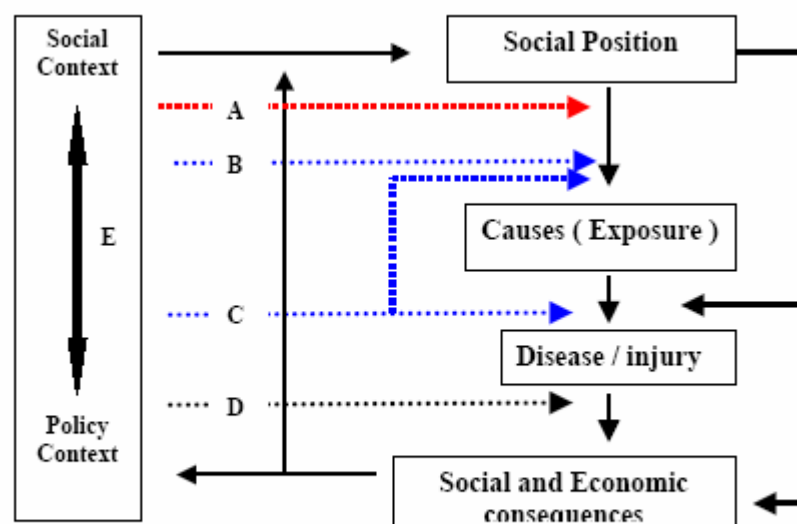 Social
Context
Social Position
A
B
E
Causes ( Exposure )
C
Disease / injury
D
Policy
Context
Social and Economic
consequences